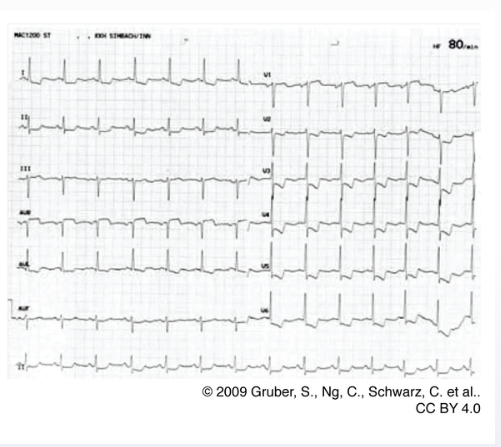 MAC1200 ST , , KKH SIMBACH/INN
HF 80/min
I
V1
II
V2
III
V3
AVR
V4
AVL
V5
AVF
V6
II
© 2009 Gruber, S., Ng, C., Schwarz, C. et al..
CC BY 4.0